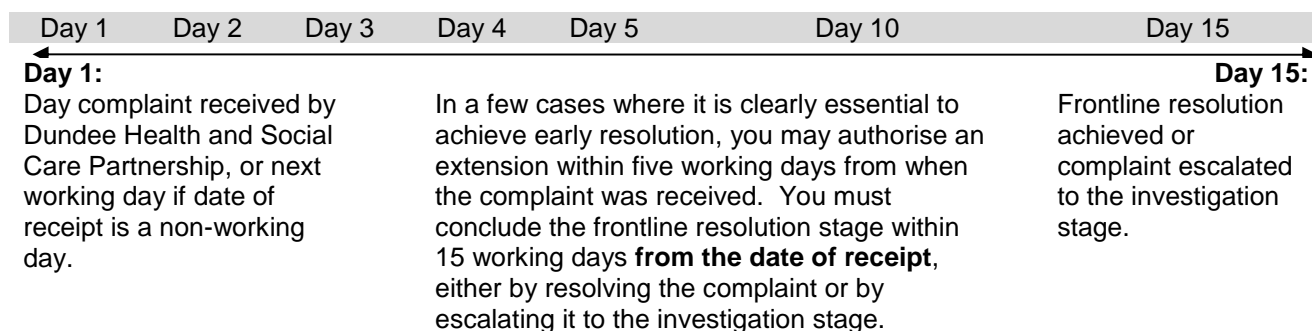 Day 1 Day 2 Day 3 Day 4 Day 5 Day 10 Day 15
Day 1:
Day complaint received by
Dundee Health and Social
Care Partnership, or next
working day if date of
receipt is a non-working
day.
In a few cases where it is clearly essential to
achieve early resolution, you may authorise an
extension within five working days from when
the complaint was received. You must
conclude the frontline resolution stage within
15 working days from the date of receipt,
either by resolving the complaint or by
escalating it to the investigation stage.
Day 15:
Frontline resolution
achieved or
complaint escalated
to the investigation
stage.